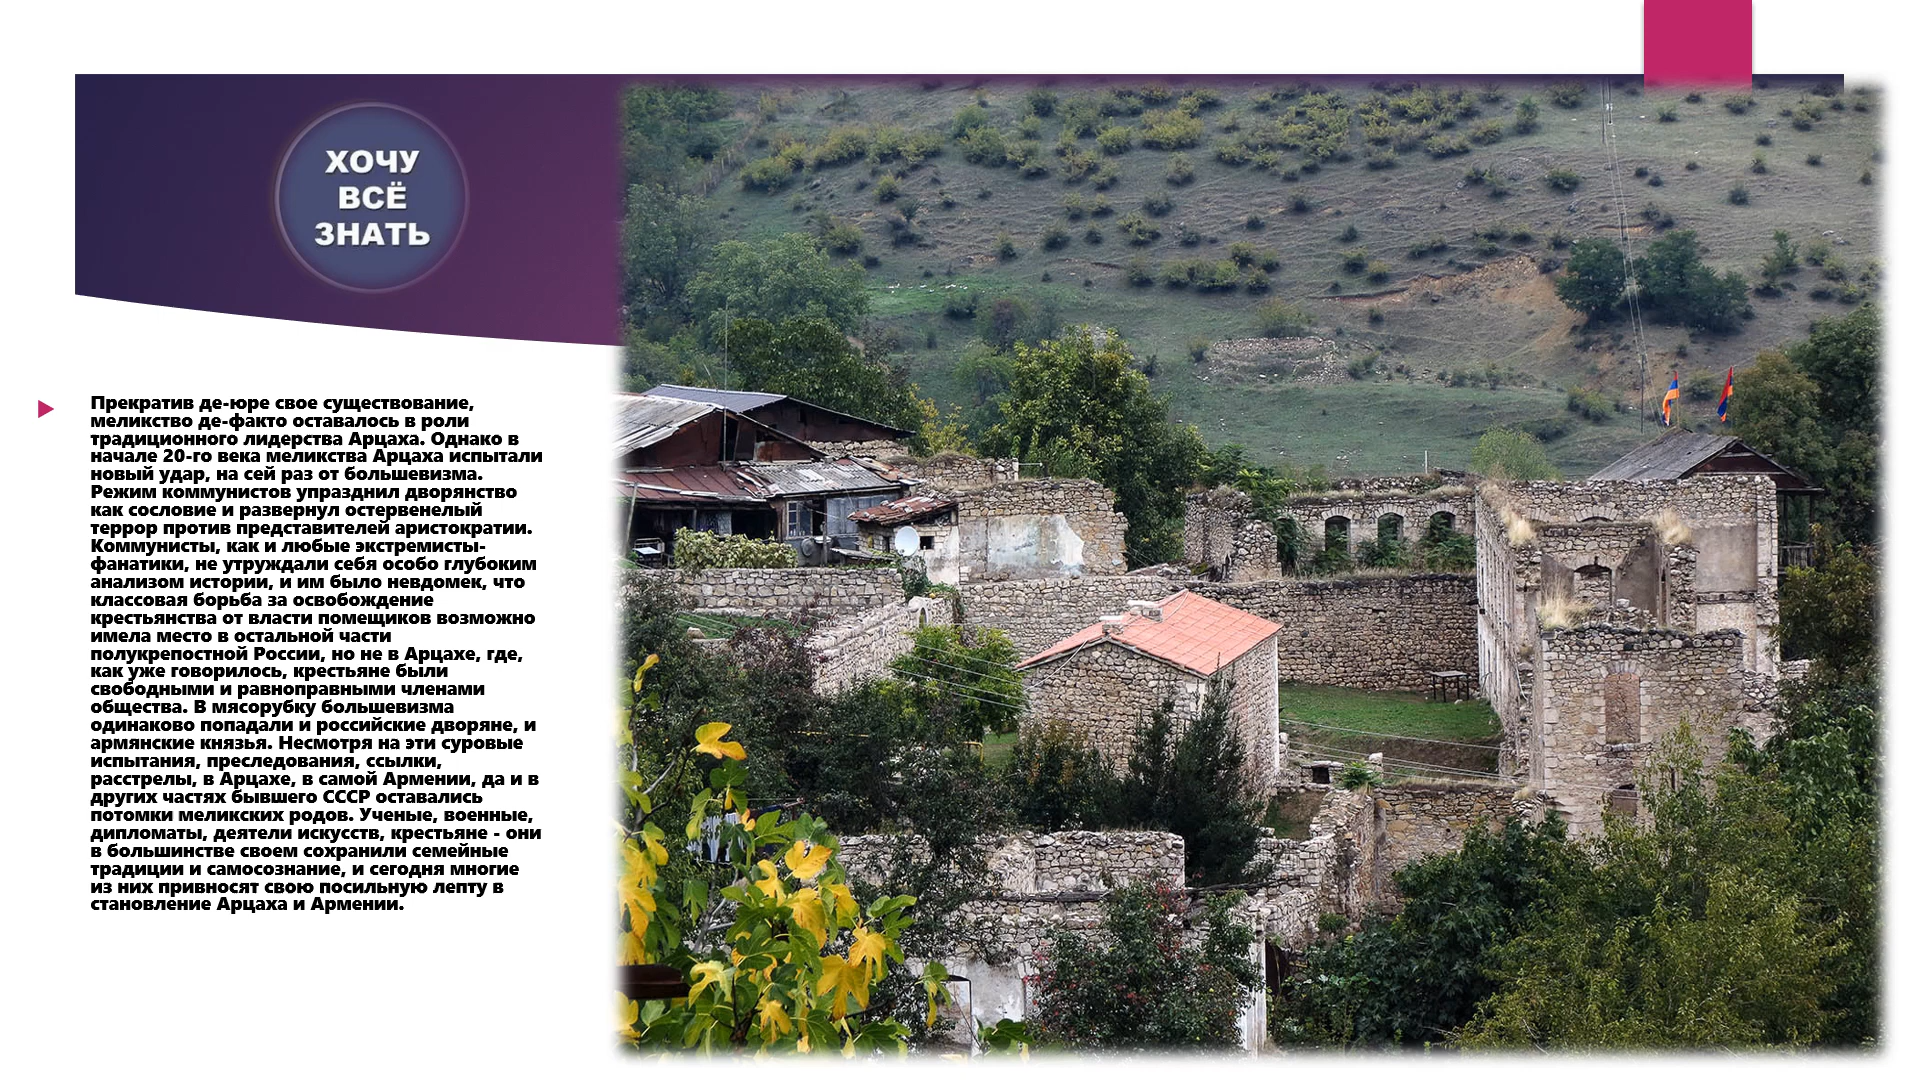 ХОЧУ
ВСЁ
ЗНАТЬ
Прекратив де-юре свое существование,
меликство де-факто оставалось в роли
традиционного лидерства Арцаха. Однако в
начале 20-го века меликства Арцаха испытали
новый удар, на сей раз от большевизма.
Режим коммунистов упразднил дворянство
как сословие и развернул остервенелый
террор против представителей аристократии.
Коммунисты, как и любые экстремисты-
фанатики, не утруждали себя особо глубоким
анализом истории, и им было невдомек, что
классовая борьба за освобождение
крестьянства от власти помещиков возможно
имела место в остальной части
полукрепостной России, но не в Арцахе, где,
как уже говорилось, крестьяне были
свободными и равноправными членами
общества. В мясорубку большевизма
одинаково попадали и российские дворяне, и
армянские князья. Несмотря на эти суровые
испытания, преследования, ссылки,
расстрелы, в Арцахе, в самой Армении, да и в
других частях бывшего СССР оставались
потомки меликских родов. Ученые, военные,
дипломаты, деятели искусств, крестьяне - они
в большинстве своем сохранили семейные
традиции и самосознание, и сегодня многие
из них привносят свою посильную лепту в
становление Арцаха и Армении.